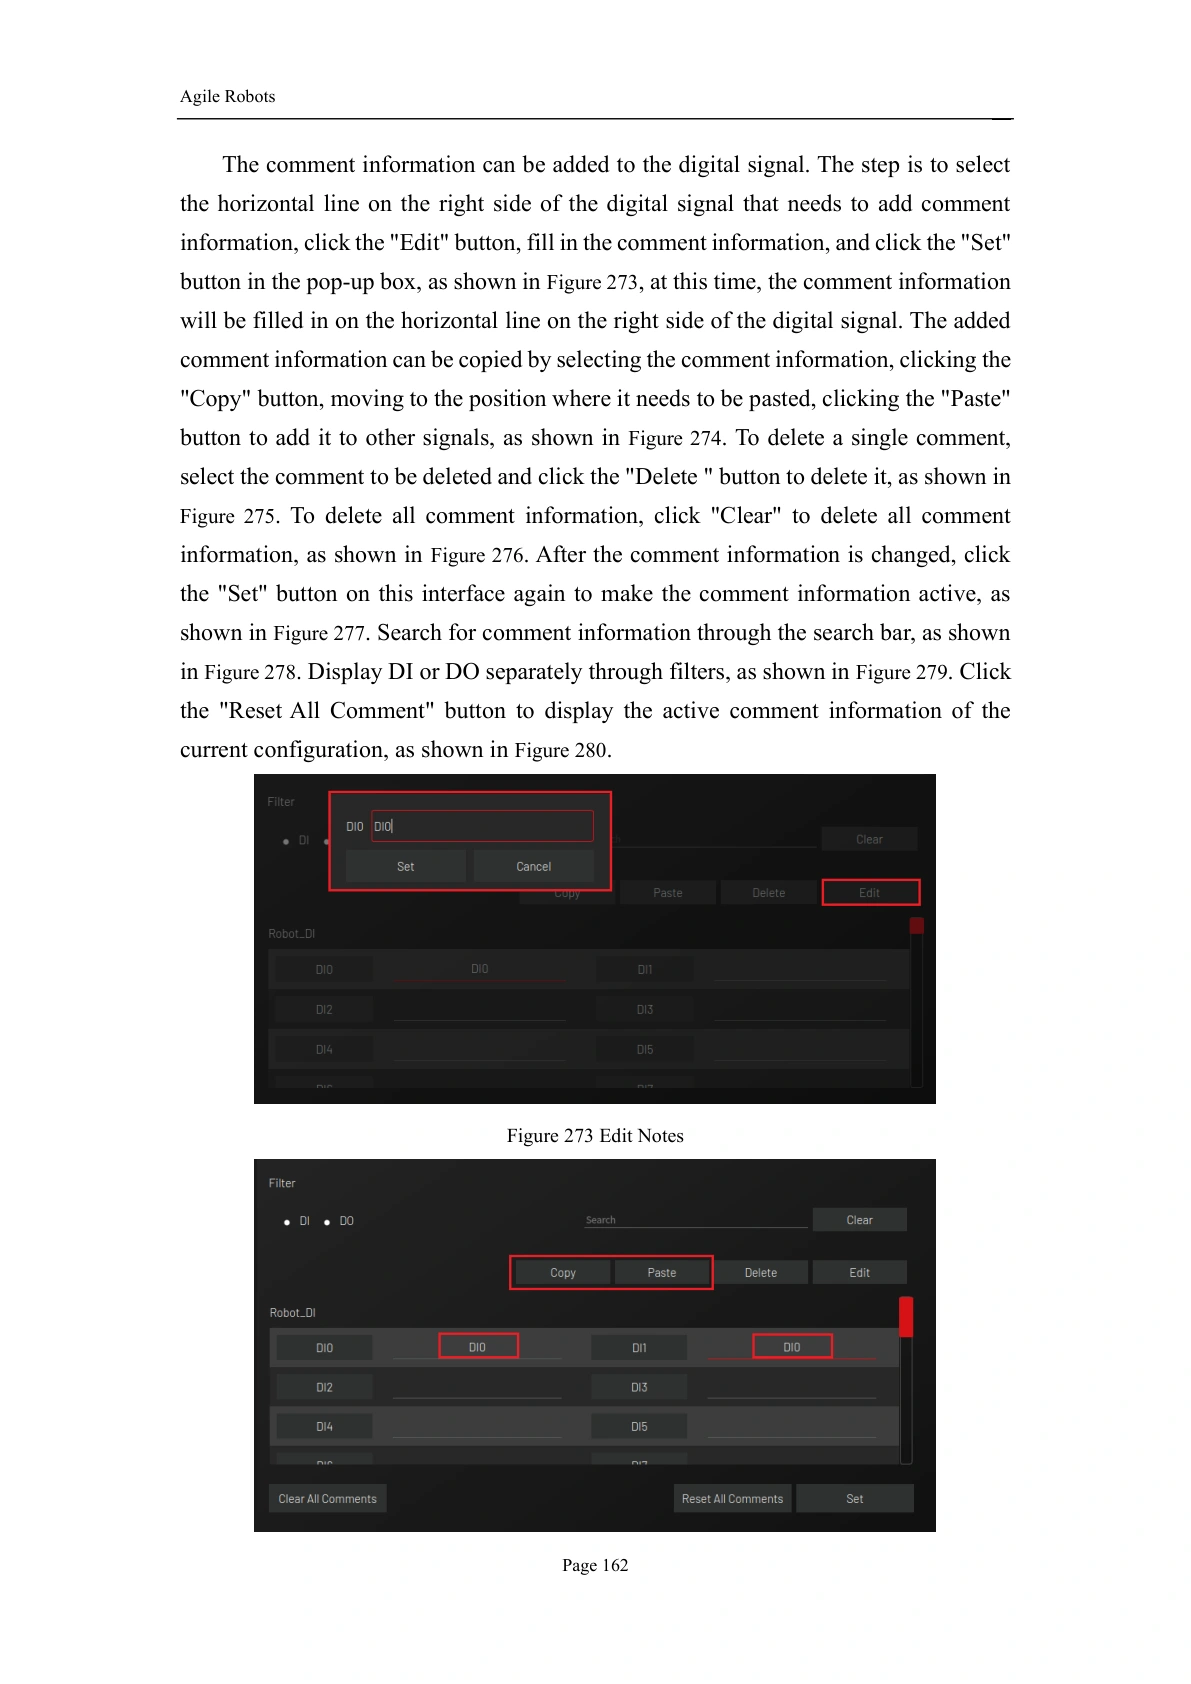 Agile Robots
The comment information can be added to the digital signal. The step is to select
the horizontal line on the right side of the digital signal that needs to add comment
information, click the "Edit" button, fill in the comment information, and click the "Set"
button in the pop-up box, as shown in Figure 273, at this time, the comment information
will be filled in on the horizontal line on the right side of the digital signal. The added
comment information can be copied by selecting the comment information, clicking the
"Copy" button, moving to the position where it needs to be pasted, clicking the "Paste"
button to add it to other signals, as shown in Figure 274. To delete a single comment,
select the comment to be deleted and click the "Delete " button to delete it, as shown in
Figure 275. To delete all comment information, click "Clear" to delete all comment
information, as shown in Figure 276. After the comment information is changed, click
the "Set" button on this interface again to make the comment information active, as
shown in Figure 277. Search for comment information through the search bar, as shown
in Figure 278. Display DI or DO separately through filters, as shown in Figure 279. Click
the "Reset All Comment" button to display the active comment information of the
current configuration, as shown in Figure 280.
Filter
DI0 DI0
DI Clear
Set Cancel
Copy Paste Delete Edit
Robot_DI
DI0 DI0 DI1
DI2 DI3
DI4 DI5
Figure 273 Edit Notes
Filter
DI DO Search Clear
Copy Paste Delete Edit
Robot_DI
DI0 DI0 DI1 DI0
DI2 DI3
DI4 DI5
Clear All Comments Reset All Comments Set
Page 162